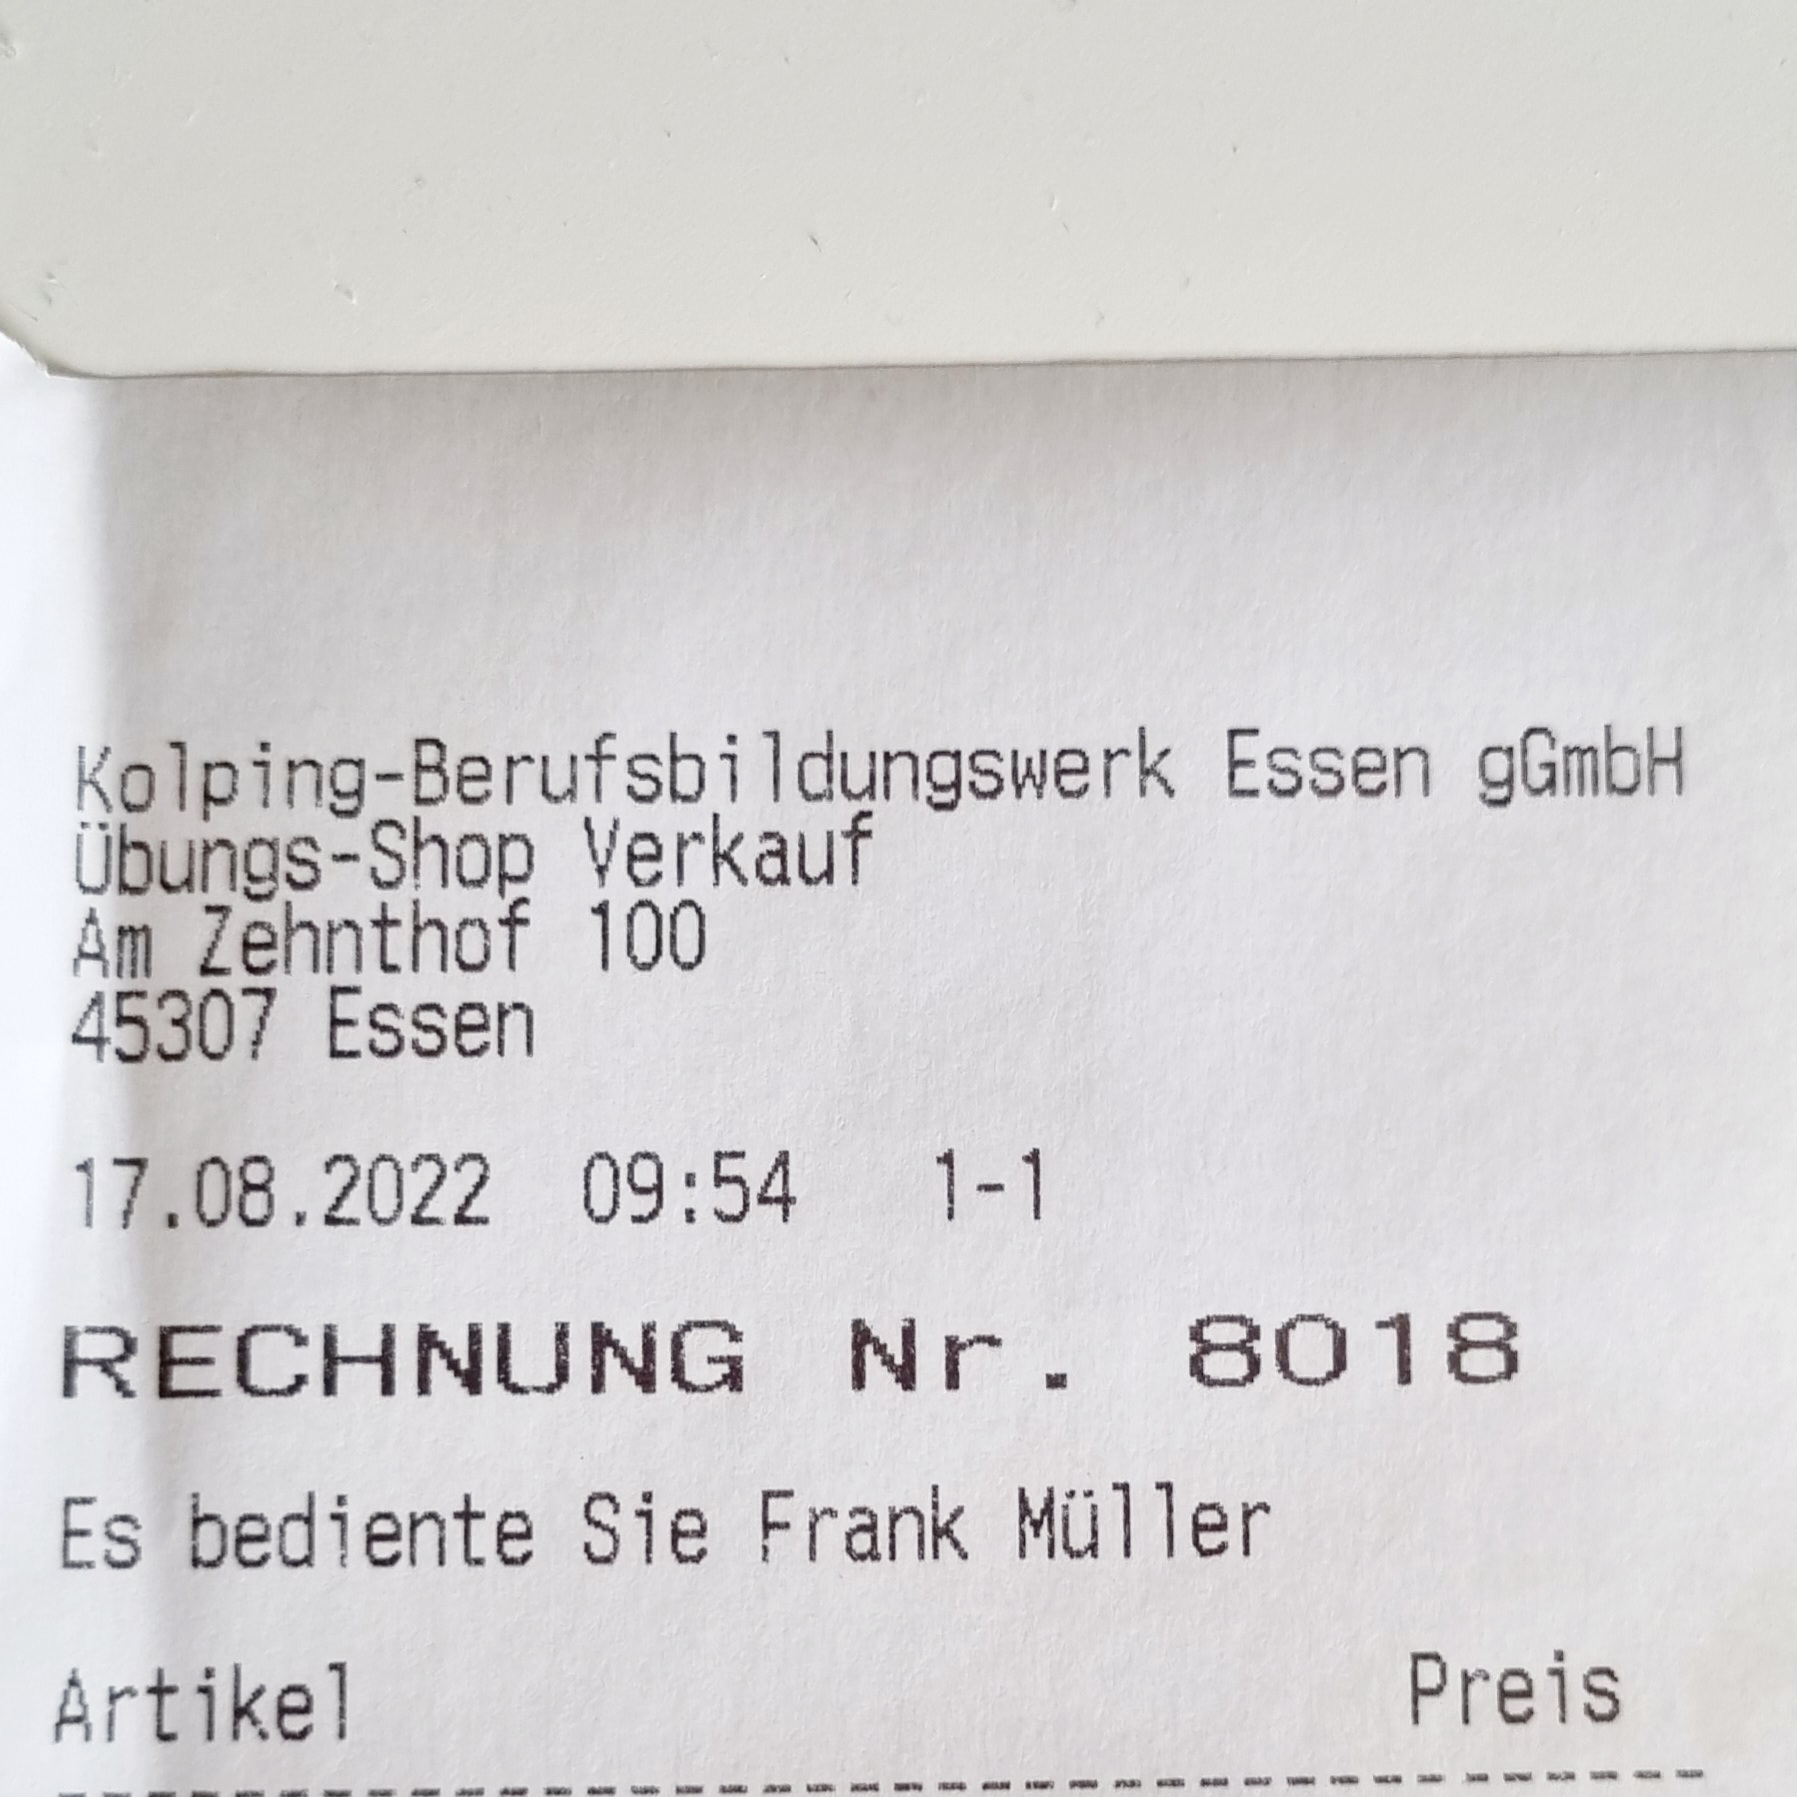 Kolping-Berufsbildungswerk Essen gGmbH
Übungs-Shop Verkauf
Am Zehnthof 100
45307 Essen
17.08.2022 09:54 1-1
RECHNUNG Nr. 8018
Es bediente Sie Frank Müller
Artikel Preis